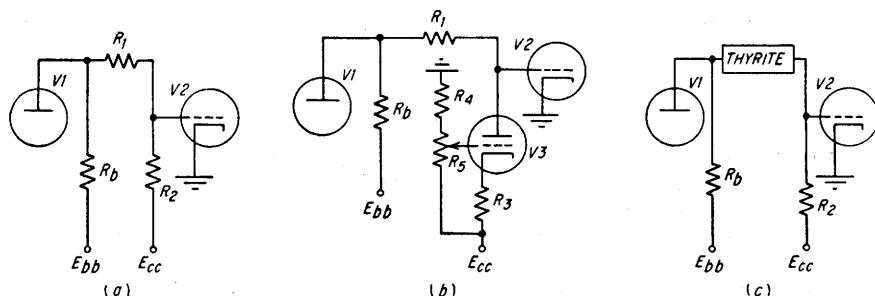 R1
V1
V2
Rb
R2
Ebb
Ecc
(a)
R1
V1
V2
Rb
R4
R5
V3
R3
Ebb
Ecc
(b)
THYRITE
V1
V2
Rb
R2
Ebb
Ecc
(c)